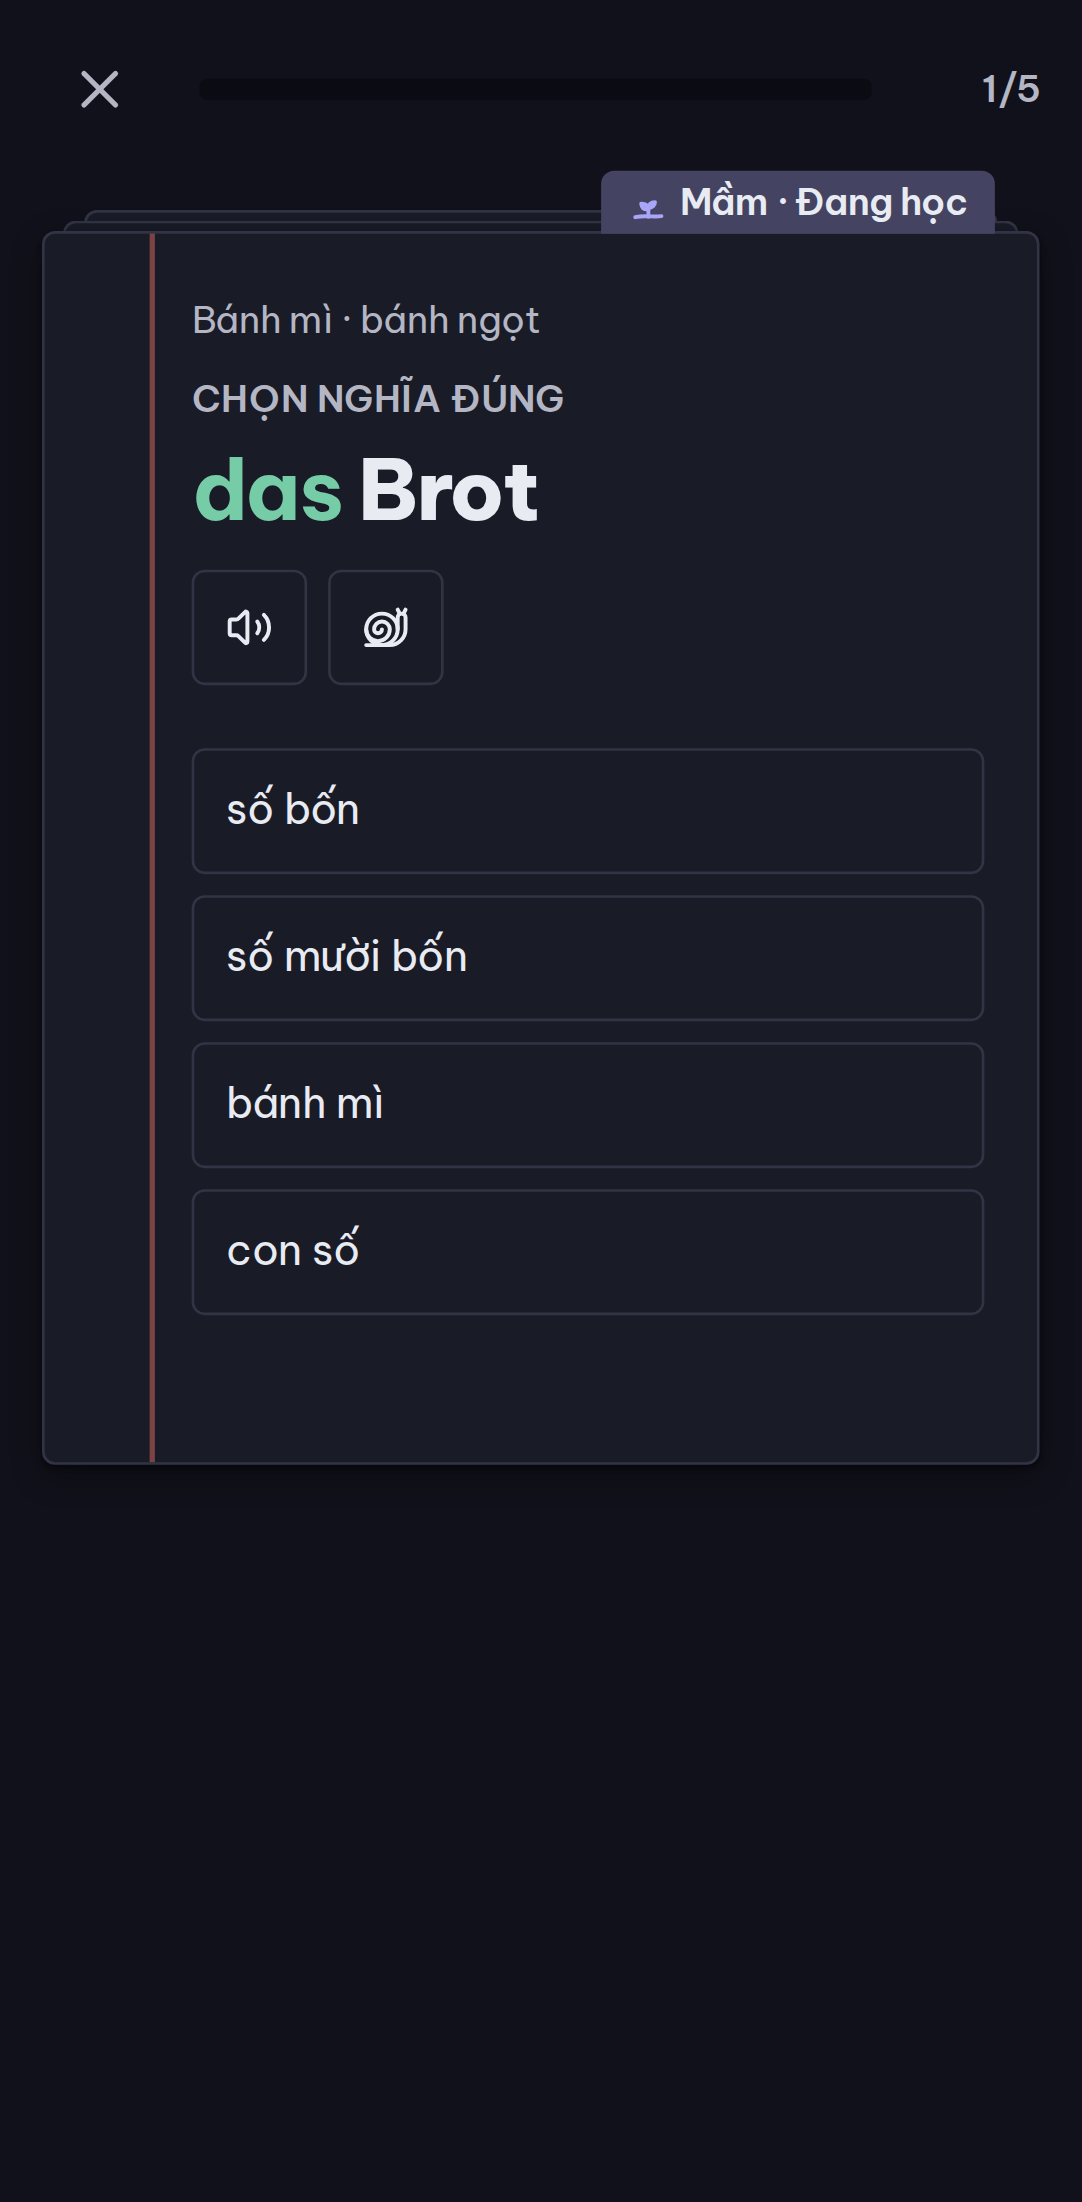 1/5
Mầm · Đang học
Bánh mì · bánh ngọt
CHỌN NGHĨA ĐÚNG
das Brot
số bốn
số mười bốn
bánh mì
con số